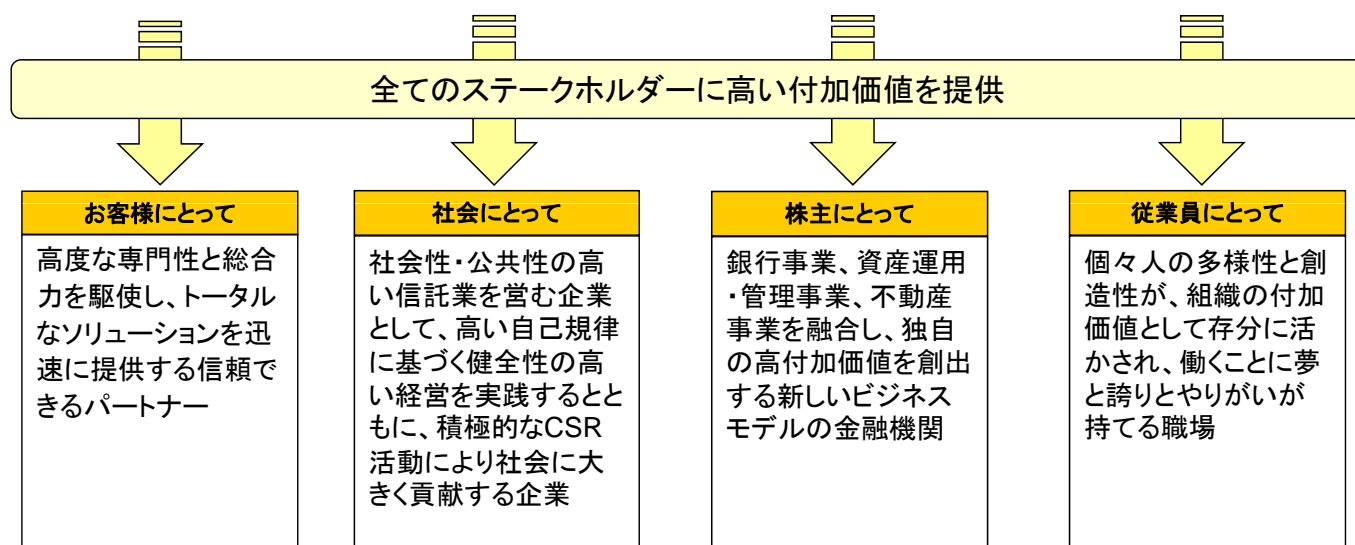 全てのステークホルダーに高い付加価値を提供
お客様にとって
高度な専門性と総合
力を駆使し、トータル
なソリューションを迅
速に提供する信頼で
きるパートナー
社会にとって
社会性・公共性の高
い信託業を営む企業
として、高い自己規律
に基づく健全性の高
い経営を実践するとと
もに、積極的なCSR
活動により社会に大
きく貢献する企業
株主にとって
銀行事業、資産運用
・管理事業、不動産
事業を融合し、独自
の高付加価値を創出
する新しいビジネス
モデルの金融機関
従業員にとって
個々人の多様性と創
造性が、組織の付加
価値として存分に活
かされ、働くことに夢
と誇りとやりがいが
持てる職場